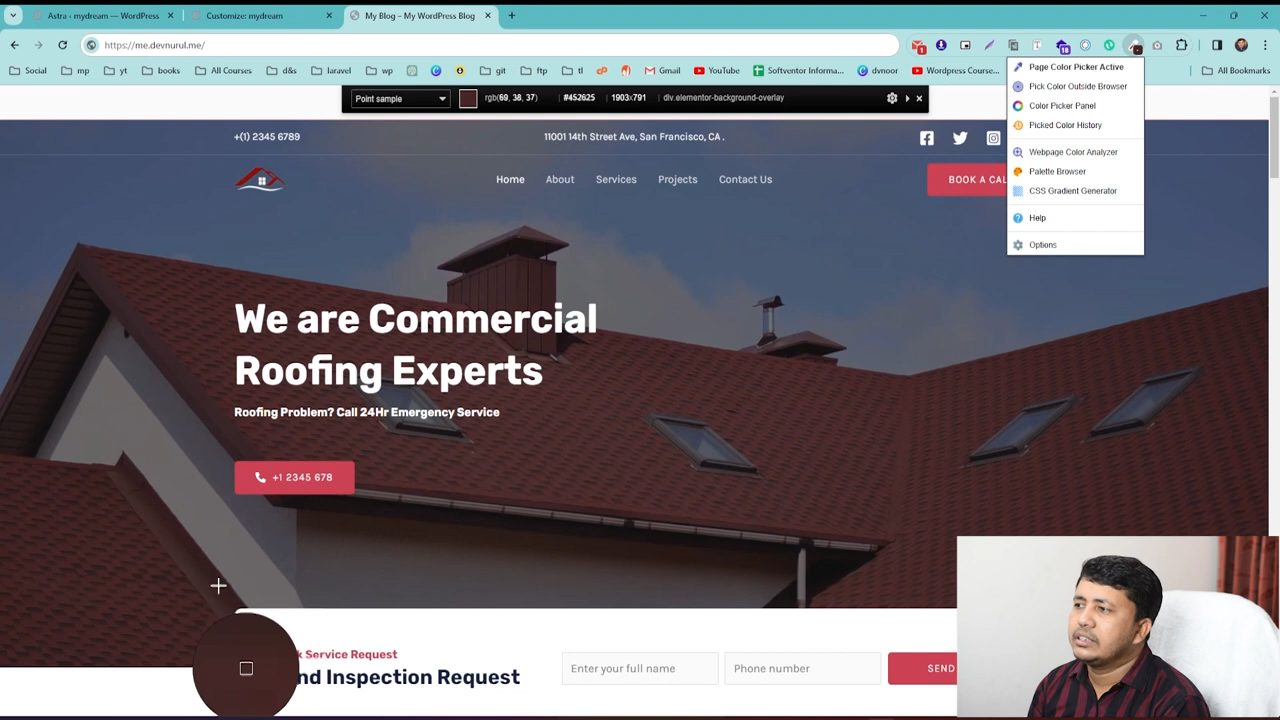 Astra ‹ mydream — WordPress
Customize: mydream
My Blog – My WordPress Blog
https://me.devnurul.me/
1
18
Social
mp
yt
books
All Courses
d&s
laravel
wp
git
ftp
tl
Gmail
YouTube
Softventor Informa...
dvnoor
Wordpress Course...
All Bookmarks
Page Color Picker Active
Pick Color Outside Browser
Color Picker Panel
Picked Color History
Webpage Color Analyzer
Palette Browser
CSS Gradient Generator
Help
Options
Point sample
rgb(69, 38, 37)
#452625
1903x791
div.elementor-background-overlay
+(1) 2345 6789
11001 14th Street Ave, San Francisco, CA .
Home
About
Services
Projects
Contact Us
BOOK A CAL
We are Commercial
Roofing Experts
Roofing Problem? Call 24Hr Emergency Service
+1 2345 678
k Service Request
nd Inspection Request
Enter your full name
Phone number
SEND